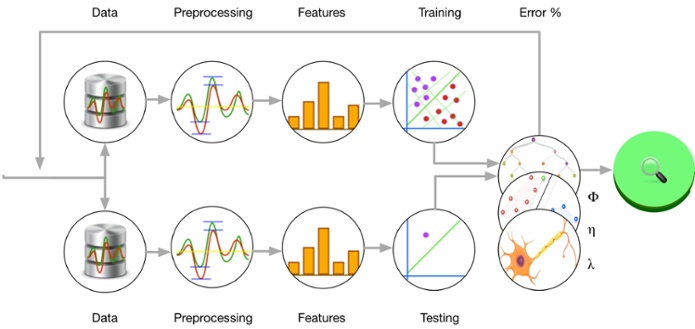 Data Preprocessing Features Training Error %
Φ
η
λ
Data Preprocessing Features Testing